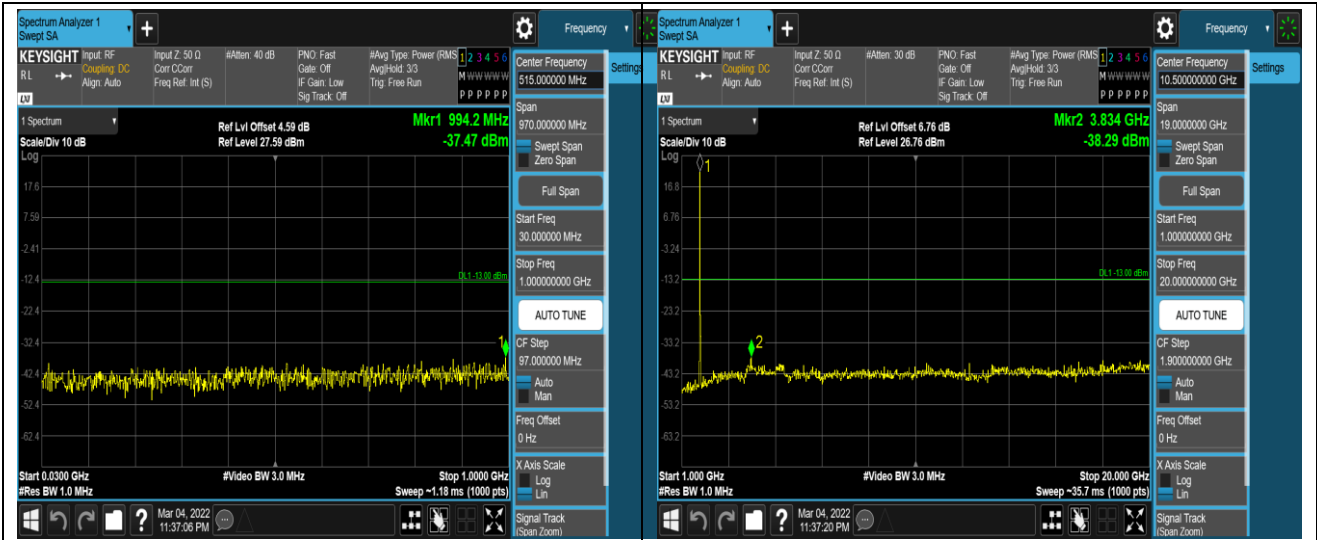 Spectrum Analyzer 1
Swept SA
+
Frequency
KEYSIGHT
Input: RF
Input Z: 50 Ω
#Atten: 40 dB
PNO: Fast
#Avg Type: Power (RMS
1 2 3 4 5 6
RL
Coupling: DC
Corr CCorr
Gate: Off
Avg|Hold: 3/3
M W W W W W
Align: Auto
Freq Ref: Int (S)
IF Gain: Low
Trig: Free Run
Sig Track: Off
P P P P P P
LXI
1 Spectrum
Scale/Div 10 dB
Log
Ref Lvl Offset 4.59 dB
Ref Level 27.59 dBm
Mkr1 994.2 MHz
-37.47 dBm
17.6
7.59
-2.41
-12.4
-22.4
-32.4
-42.4
-52.4
-62.4
DL1 -13.00 dBm
1
Start 0.0300 GHz
#Video BW 3.0 MHz
Stop 1.0000 GHz
#Res BW 1.0 MHz
Sweep ~1.18 ms (1000 pts)
Center Frequency
515.000000 MHz
Settings
Span
970.000000 MHz
Swept Span
Zero Span
Full Span
Start Freq
30.000000 MHz
Stop Freq
1.000000000 GHz
AUTO TUNE
CF Step
97.000000 MHz
Auto
Man
Freq Offset
0 Hz
X Axis Scale
Log
Lin
Signal Track
(Span Zoom)
?
Mar 04, 2022
11:37:06 PM
Spectrum Analyzer 1
Swept SA
+
Frequency
KEYSIGHT
Input: RF
Input Z: 50 Ω
#Atten: 30 dB
PNO: Fast
#Avg Type: Power (RMS
1 2 3 4 5 6
RL
Coupling: DC
Corr CCorr
Gate: Off
Avg|Hold: 3/3
M W W W W W
Align: Auto
Freq Ref: Int (S)
IF Gain: Low
Trig: Free Run
Sig Track: Off
P P P P P P
LXI
1 Spectrum
Scale/Div 10 dB
Log
Ref Lvl Offset 6.76 dB
Ref Level 26.76 dBm
Mkr2 3.834 GHz
-38.29 dBm
1
16.8
6.76
-3.24
-13.2
-23.2
-33.2
-43.2
-53.2
-63.2
DL1 -13.00 dBm
2
Start 1.000 GHz
#Video BW 3.0 MHz
Stop 20.000 GHz
#Res BW 1.0 MHz
Sweep ~35.7 ms (1000 pts)
Center Frequency
10.500000000 GHz
Settings
Span
19.0000000 GHz
Swept Span
Zero Span
Full Span
Start Freq
1.000000000 GHz
Stop Freq
20.000000000 GHz
AUTO TUNE
CF Step
1.900000000 GHz
Auto
Man
Freq Offset
0 Hz
X Axis Scale
Log
Lin
Signal Track
(Span Zoom)
?
Mar 04, 2022
11:37:20 PM